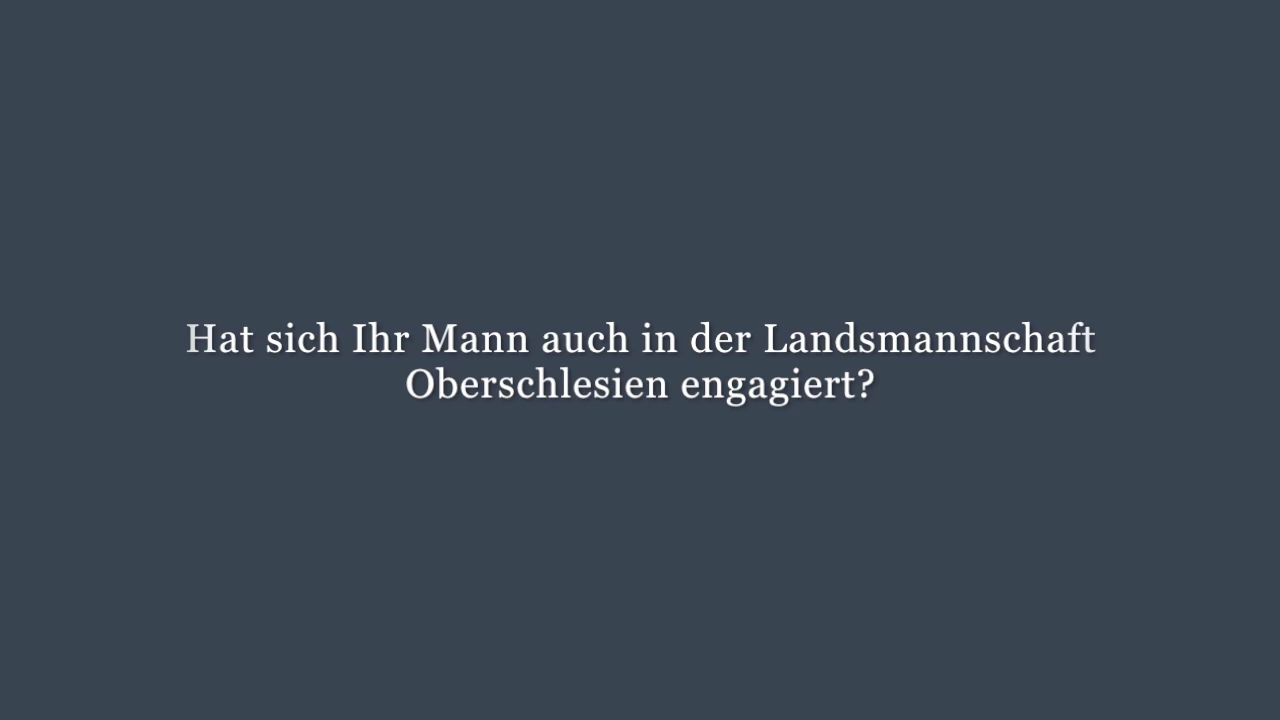 Hat sich Ihr Mann auch in der Landsmannschaft
Oberschlesien engagiert?